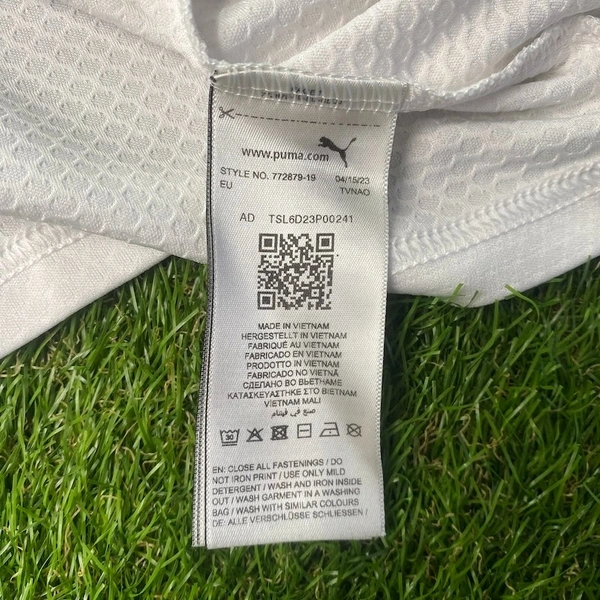 www.puma.com
STYLE NO. 772879-19 04/15/23
EU TVNAO
AD TSL6D23P00241
MADE IN VIETNAM
HERGESTELLT IN VIETNAM
FABRIQUÉ AU VIETNAM
FABRICADO EN VIETNAM
PRODOTTO IN VIETNAM
FABRICADO NO VIETNÃ
СДЕЛАНО ВО ВЬЕТНАМЕ
ΚΑΤΑΣΚΕΥΑΣΤΗΚΕ ΣΤΟ ΒΙΕΤΝΑΜ
VIETNAM MALI
صنع في فيتنام
30
EN: CLOSE ALL FASTENINGS / DO
NOT IRON PRINT / USE ONLY MILD
DETERGENT / WASH AND IRON INSIDE
OUT / WASH GARMENT IN A WASHING
BAG / WASH WITH SIMILAR COLOURS
DE: ALLE VERSCHLÜSSE SCHLIESSEN /